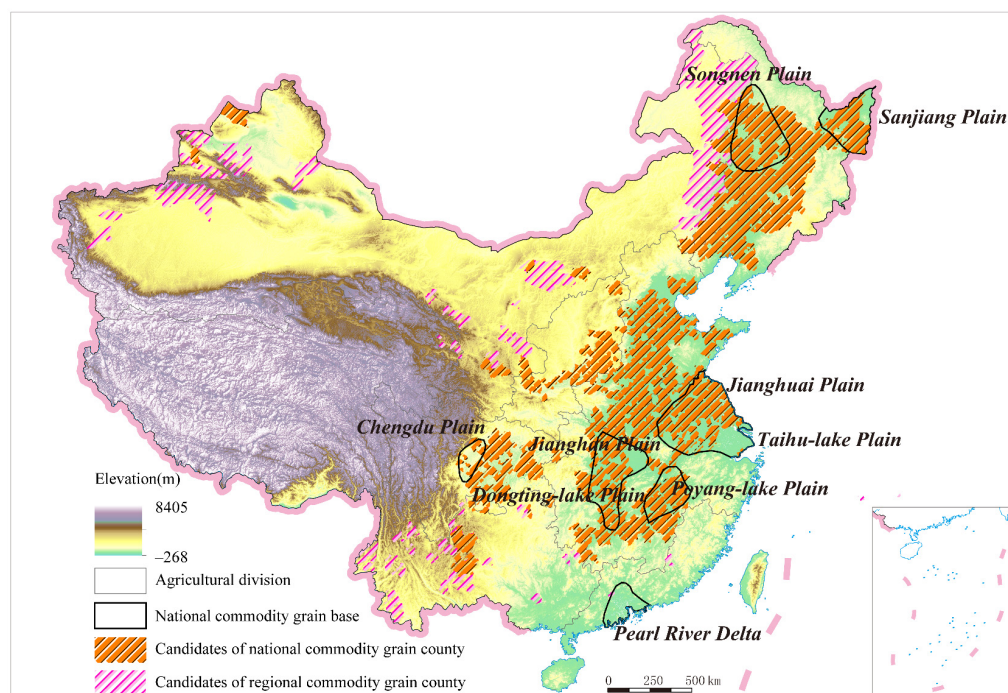 Songnen Plain
Sanjiang Plain
Jianghuai Plain
Chengdu Plain
Jianghan Plain
Taihu-lake Plain
Dongting-lake Plain
Poyang-lake Plain
Pearl River Delta
Elevation(m)
8405
–268
Agricultural division
National commodity grain base
Candidates of national commodity grain county
Candidates of regional commodity grain county
0 250 500 km